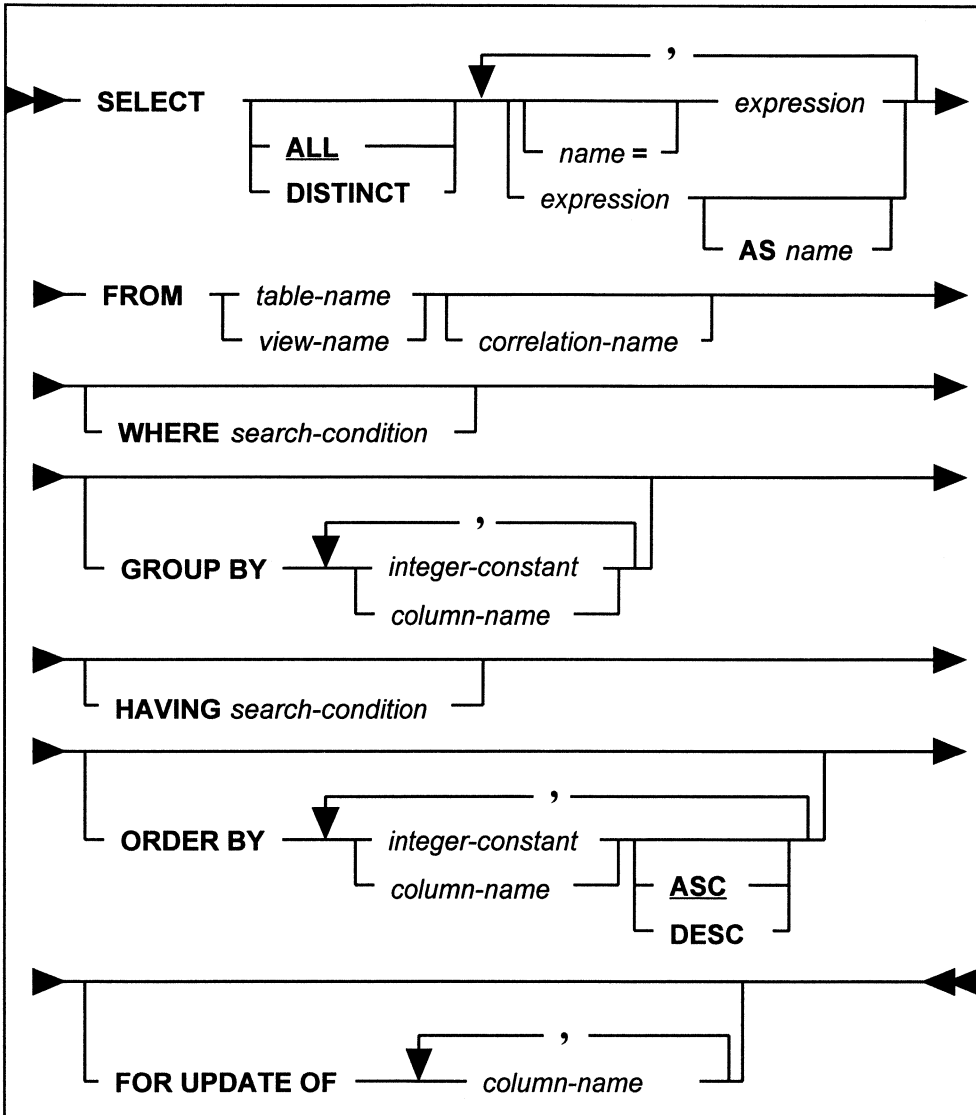 ,
SELECT expression
ALL name =
DISTINCT expression
AS name
FROM table-name
view-name correlation-name
WHERE search-condition
,
GROUP BY integer-constant
column-name
HAVING search-condition
,
ORDER BY integer-constant
column-name ASC
DESC
,
FOR UPDATE OF column-name